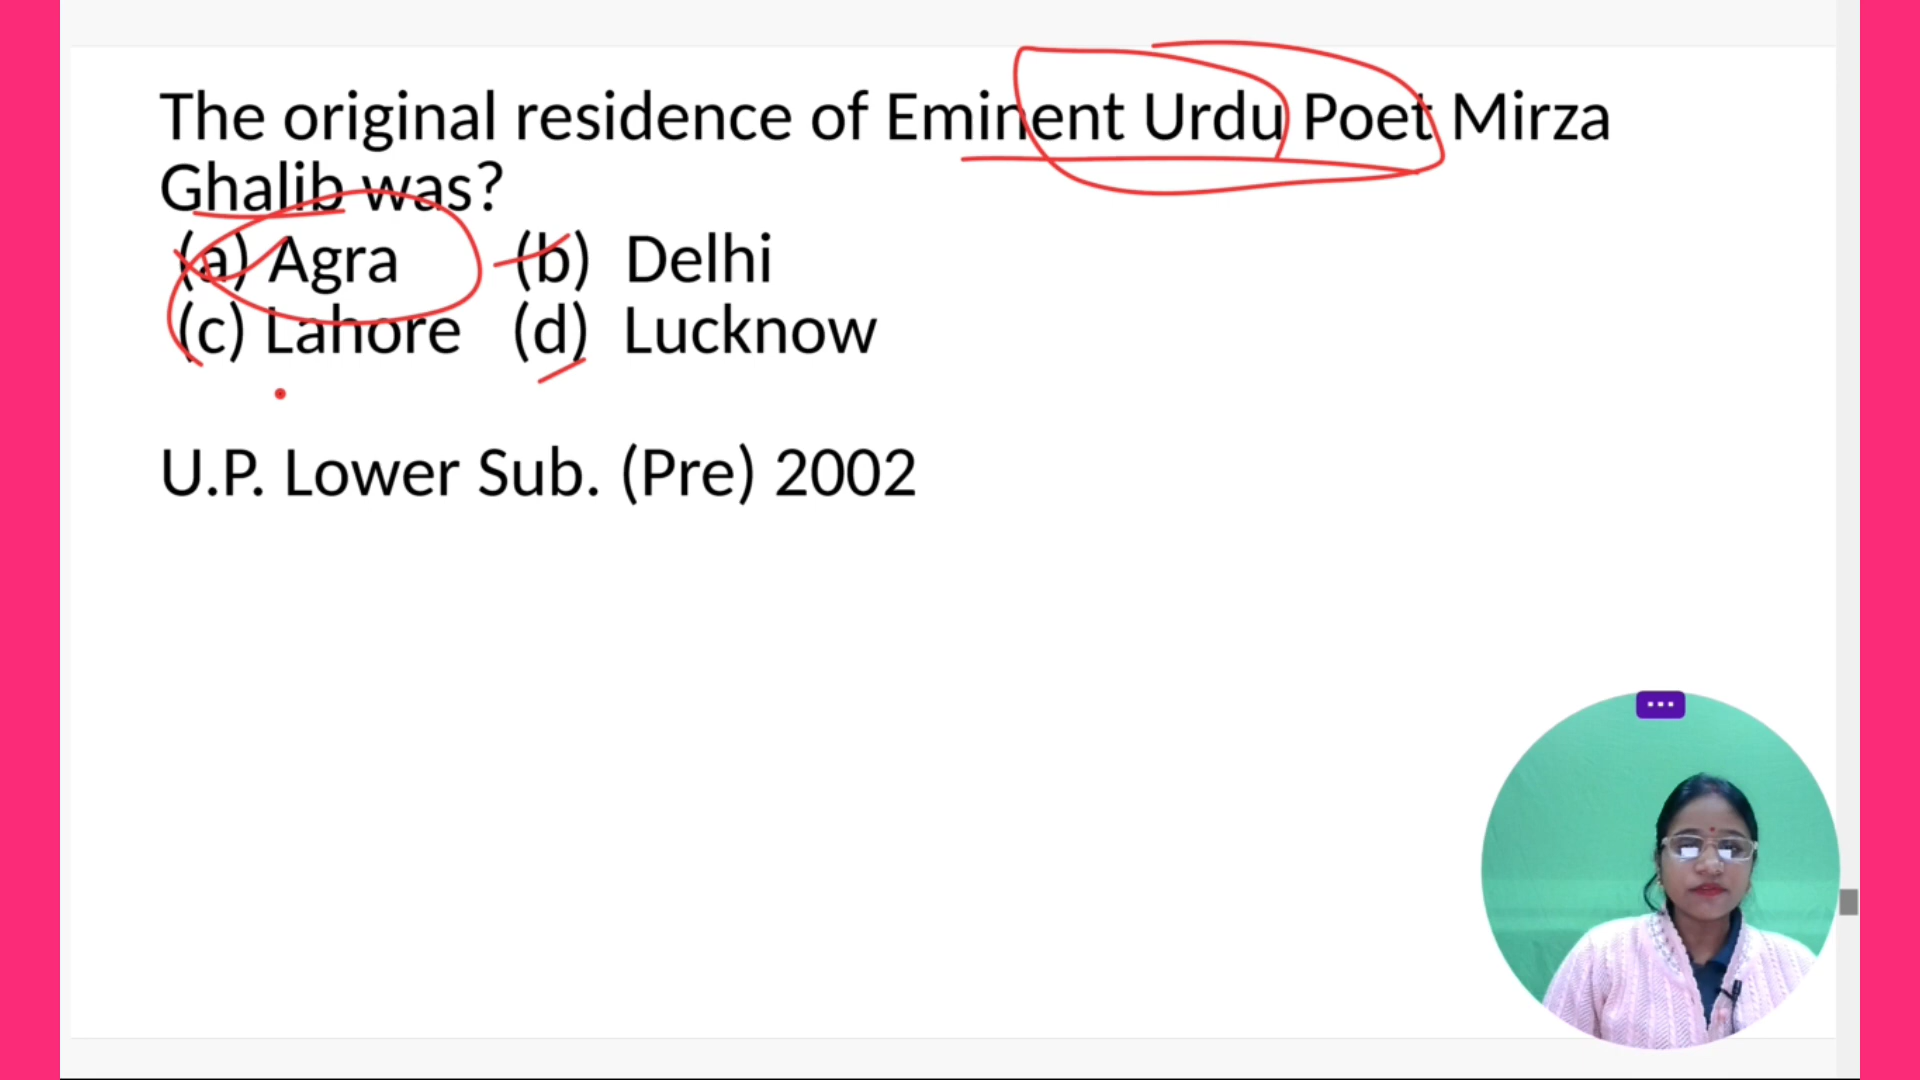 The original residence of Eminent Urdu Poet Mirza
Ghalib was?
(a) Agra (b) Delhi
(c) Lahore (d) Lucknow
U.P. Lower Sub. (Pre) 2002